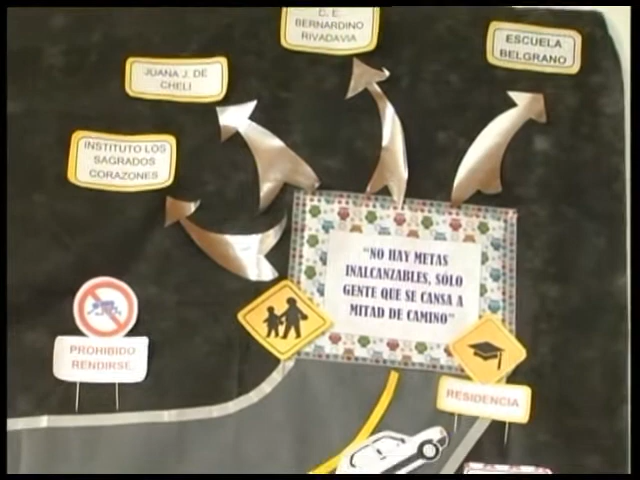 C. E.
BERNARDINO
RIVADAVIA
ESCUELA
BELGRANO
JUANA J. DE
CHELI
INSTITUTO LOS
SAGRADOS
CORAZONES
"NO HAY METAS
INALCANZABLES, SÓLO
GENTE QUE SE CANSA A
MITAD DE CAMINO"
PROHIBIDO
RENDIRSE
RESIDENCIA